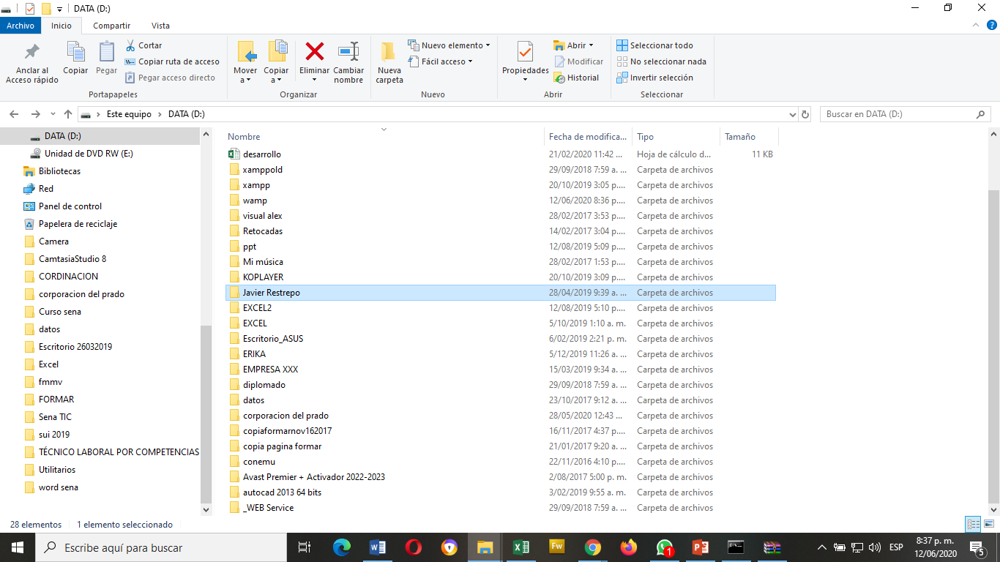 DATA (D:)
Archivo Inicio Compartir Vista
Anclar al Acceso rápido
Copiar
Pegar
Cortar
Copiar ruta de acceso
Pegar acceso directo
Portapapeles
Mover a
Copiar a
Eliminar
Cambiar nombre
Organizar
Nueva carpeta
Nuevo elemento
Fácil acceso
Nuevo
Propiedades
Abrir
Modificar
Historial
Abrir
Seleccionar todo
No seleccionar nada
Invertir selección
Seleccionar
Este equipo > DATA (D:)
Buscar en DATA (D:)
DATA (D:)
Unidad de DVD RW (E:)
Bibliotecas
Red
Panel de control
Papelera de reciclaje
Camera
CamtasiaStudio 8
CORDINACION
corporacion del prado
Curso sena
datos
Escritorio 26032019
Excel
fmmv
FORMAR
Sena TIC
sui 2019
TÉCNICO LABORAL POR COMPETENCIAS
Utilitarios
word sena
Nombre Fecha de modifica... Tipo Tamaño
desarrollo 21/02/2020 11:42 ... Hoja de cálculo d... 11 KB
xamppold 29/09/2018 7:59 a. ... Carpeta de archivos
xampp 20/10/2019 3:05 p.... Carpeta de archivos
wamp 12/06/2020 8:36 p.... Carpeta de archivos
visual alex 28/02/2017 3:53 p.... Carpeta de archivos
Retocadas 14/02/2017 3:04 p.... Carpeta de archivos
ppt 12/08/2019 5:09 p.... Carpeta de archivos
Mi música 28/02/2017 1:53 p.... Carpeta de archivos
KOPLAYER 20/10/2019 3:09 p.... Carpeta de archivos
Javier Restrepo 28/04/2019 9:39 a. ... Carpeta de archivos
EXCEL2 12/08/2019 5:10 p.... Carpeta de archivos
EXCEL 5/10/2019 1:10 a. m. Carpeta de archivos
Escritorio_ASUS 6/02/2019 2:21 p. m. Carpeta de archivos
ERIKA 5/12/2019 11:26 a. ... Carpeta de archivos
EMPRESA XXX 15/03/2019 9:34 a. ... Carpeta de archivos
diplomado 29/09/2018 7:59 a. ... Carpeta de archivos
datos 23/10/2017 9:12 a. ... Carpeta de archivos
corporacion del prado 28/05/2020 12:43 ... Carpeta de archivos
copiaformarnov162017 16/11/2017 4:37 p.... Carpeta de archivos
copia pagina formar 21/01/2017 9:20 a. ... Carpeta de archivos
conemu 22/11/2016 4:10 p.... Carpeta de archivos
Avast Premier + Activador 2022-2023 2/08/2017 5:00 p. m. Carpeta de archivos
autocad 2013 64 bits 3/02/2019 9:55 a. m. Carpeta de archivos
_WEB Service 29/09/2018 7:59 a. ... Carpeta de archivos
28 elementos 1 elemento seleccionado
Escribe aquí para buscar
Fw
1
ESP
8:37 p. m.
12/06/2020
5